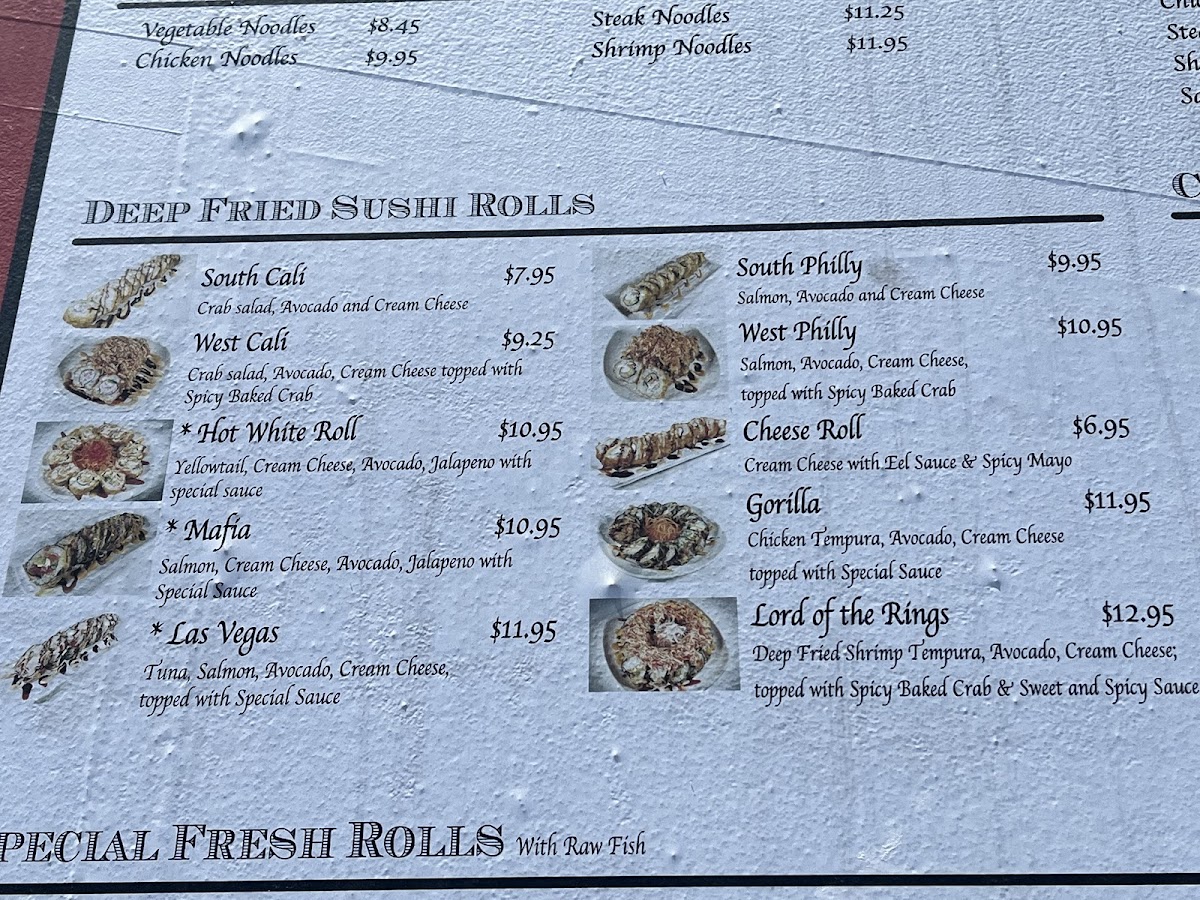 Vegetable Noodles $8.45
Chicken Noodles $9.95
Steak Noodles $11.25
Shrimp Noodles $11.95
DEEP FRIED SUSHI ROLLS
South Cali $7.95
Crab salad, Avocado and Cream Cheese
West Cali $9.25
Crab salad, Avocado, Cream Cheese topped with
Spicy Baked Crab
* Hot White Roll $10.95
Yellowtail, Cream Cheese, Avocado, Jalapeno with
special sauce
* Mafia $10.95
Salmon, Cream Cheese, Avocado, Jalapeno with
Special Sauce
* Las Vegas $11.95
Tuna, Salmon, Avocado, Cream Cheese,
topped with Special Sauce
South Philly $9.95
Salmon, Avocado and Cream Cheese
West Philly $10.95
Salmon, Avocado, Cream Cheese,
topped with Spicy Baked Crab
Cheese Roll $6.95
Cream Cheese with Eel Sauce & Spicy Mayo
Gorilla $11.95
Chicken Tempura, Avocado, Cream Cheese
topped with Special Sauce
Lord of the Rings $12.95
Deep Fried Shrimp Tempura, Avocado, Cream Cheese;
topped with Spicy Baked Crab & Sweet and Spicy Sauce
PECIAL FRESH ROLLS With Raw Fish